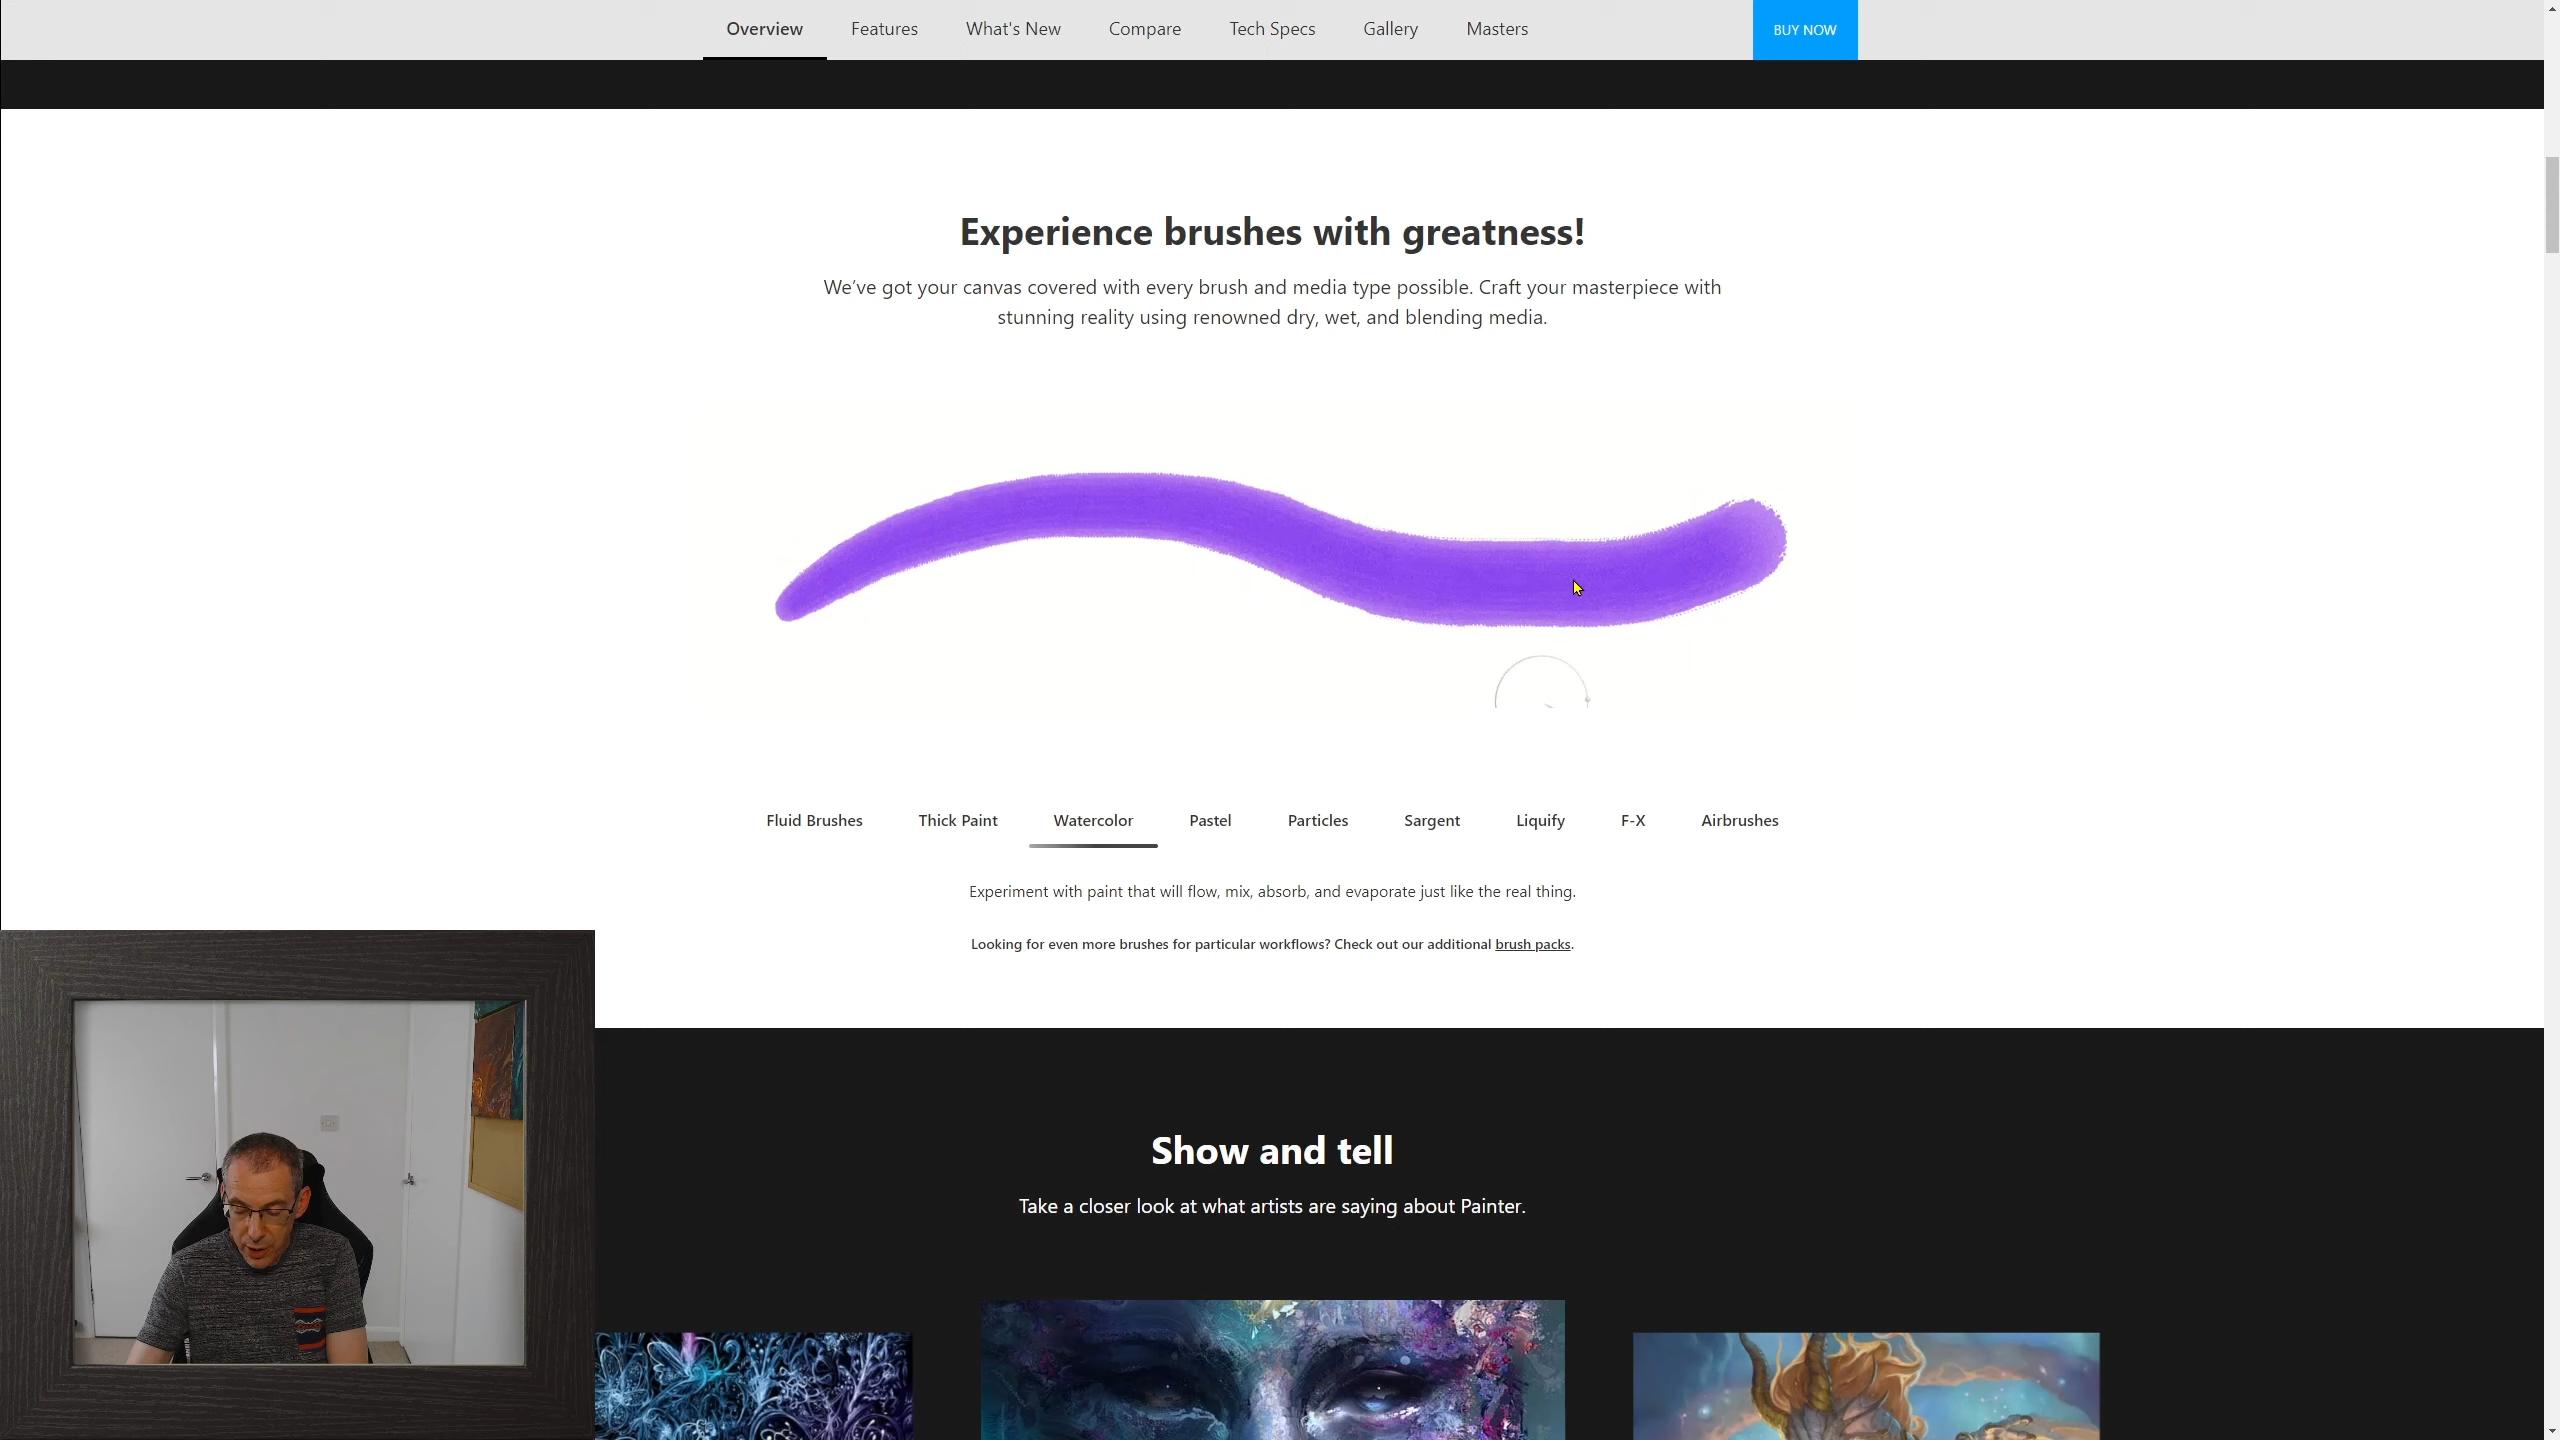 Overview Features What's New Compare Tech Specs Gallery Masters BUY NOW
Experience brushes with greatness!
We've got your canvas covered with every brush and media type possible. Craft your masterpiece with
stunning reality using renowned dry, wet, and blending media.
Fluid Brushes Thick Paint Watercolor Pastel Particles Sargent Liquify F-X Airbrushes
Experiment with paint that will flow, mix, absorb, and evaporate just like the real thing.
Looking for even more brushes for particular workflows? Check out our additional brush packs.
Show and tell
Take a closer look at what artists are saying about Painter.